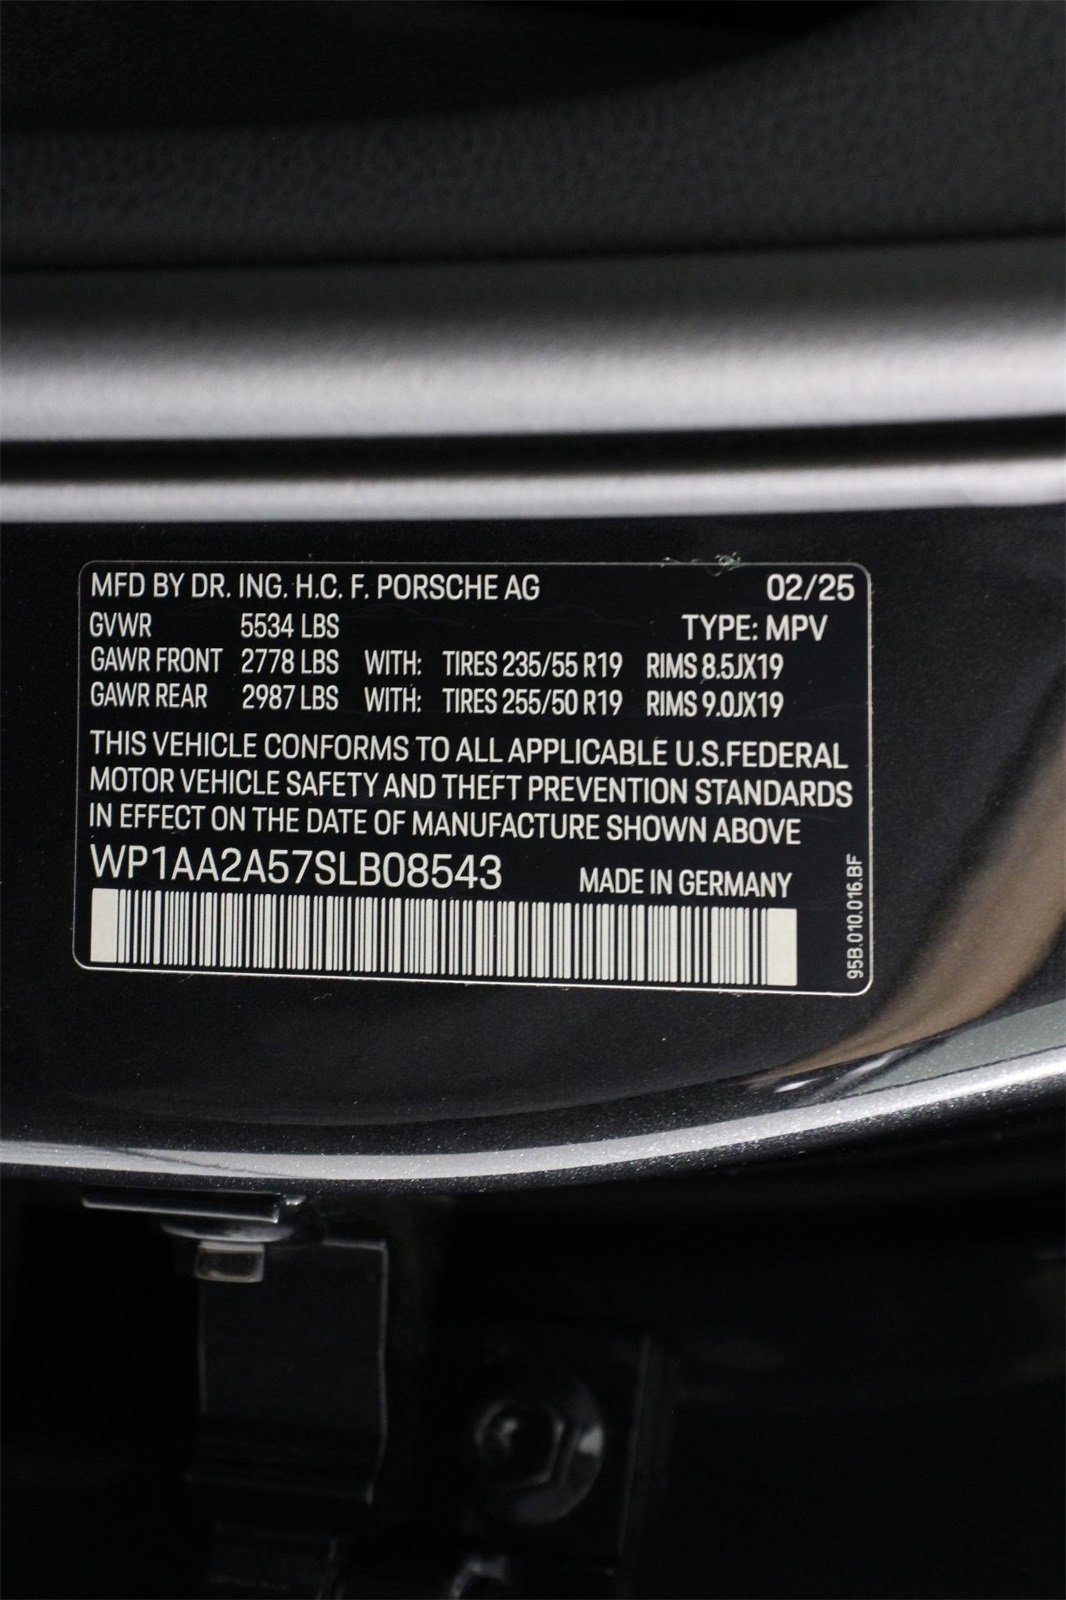 MFD BY DR. ING. H.C. F. PORSCHE AG 02/25
GVWR 5534 LBS TYPE: MPV
GAWR FRONT 2778 LBS WITH: TIRES 235/55 R19 RIMS 8.5JX19
GAWR REAR 2987 LBS WITH: TIRES 255/50 R19 RIMS 9.0JX19
THIS VEHICLE CONFORMS TO ALL APPLICABLE U.S.FEDERAL
MOTOR VEHICLE SAFETY AND THEFT PREVENTION STANDARDS
IN EFFECT ON THE DATE OF MANUFACTURE SHOWN ABOVE
WP1AA2A57SLB08543 MADE IN GERMANY
95B.010.016.BF